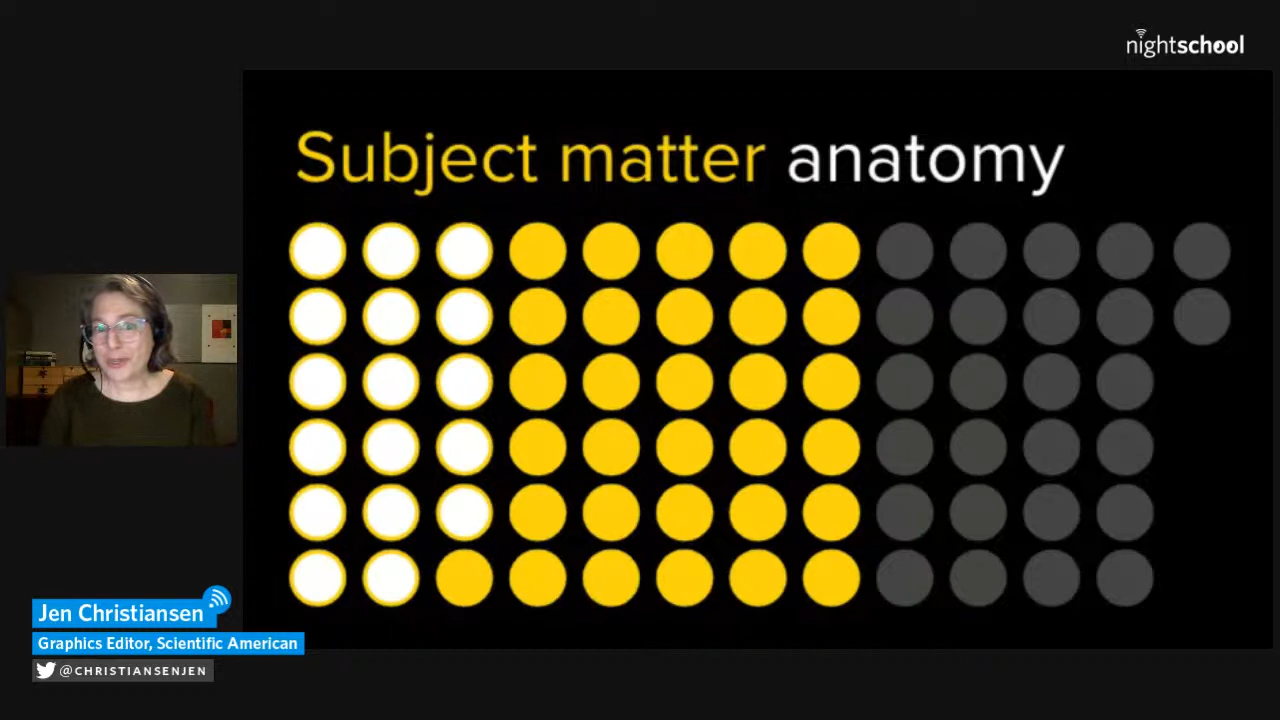 nightschool
Subject matter anatomy
Jen Christiansen
Graphics Editor, Scientific American
@CHRISTIANSENJEN